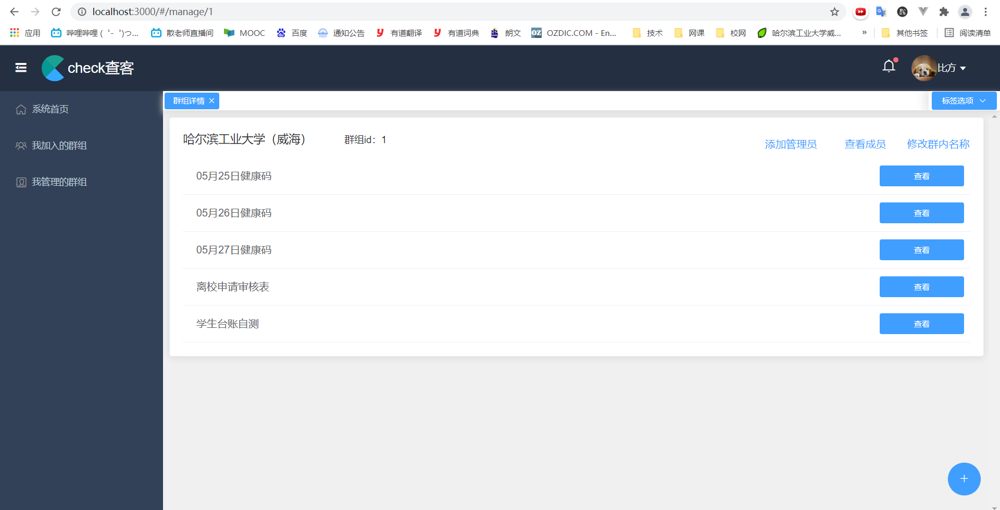 localhost:3000/#/manage/1
应用 哔哩哔哩 (゜-゜)つ... 散老师直播间 MOOC 百度 通知公告 有道翻译 有道词典 朗文 OZDIC.COM - En... 技术 网课 校网 哈尔滨工业大学威... » 其他书签 阅读清单
check查客
比方
系统首页
我加入的群组
我管理的群组
群组详情
标签选项
哈尔滨工业大学（威海） 群组id：1
添加管理员 查看成员 修改群内名称
05月25日健康码 查看
05月26日健康码 查看
05月27日健康码 查看
离校申请审核表 查看
学生台账自测 查看